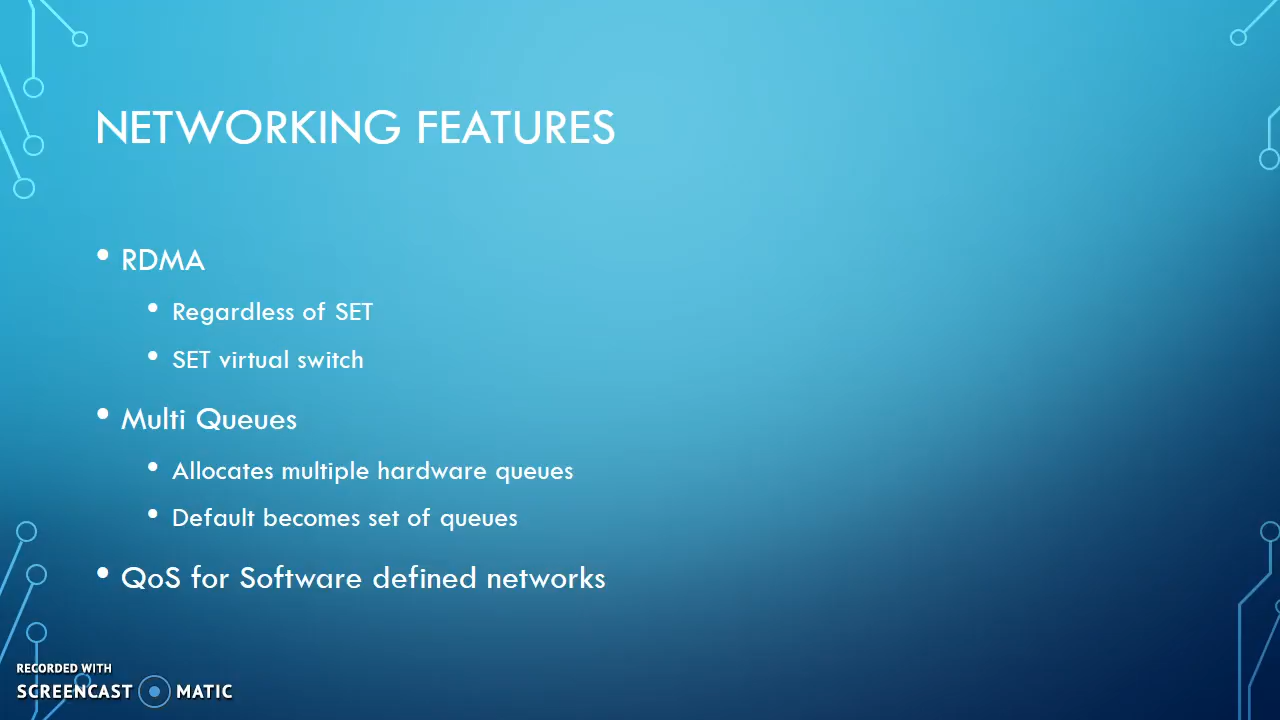 NETWORKING FEATURES
• RDMA
• Regardless of SET
• SET virtual switch
• Multi Queues
• Allocates multiple hardware queues
• Default becomes set of queues
• QoS for Software defined networks
RECORDED WITH
SCREENCAST MATIC